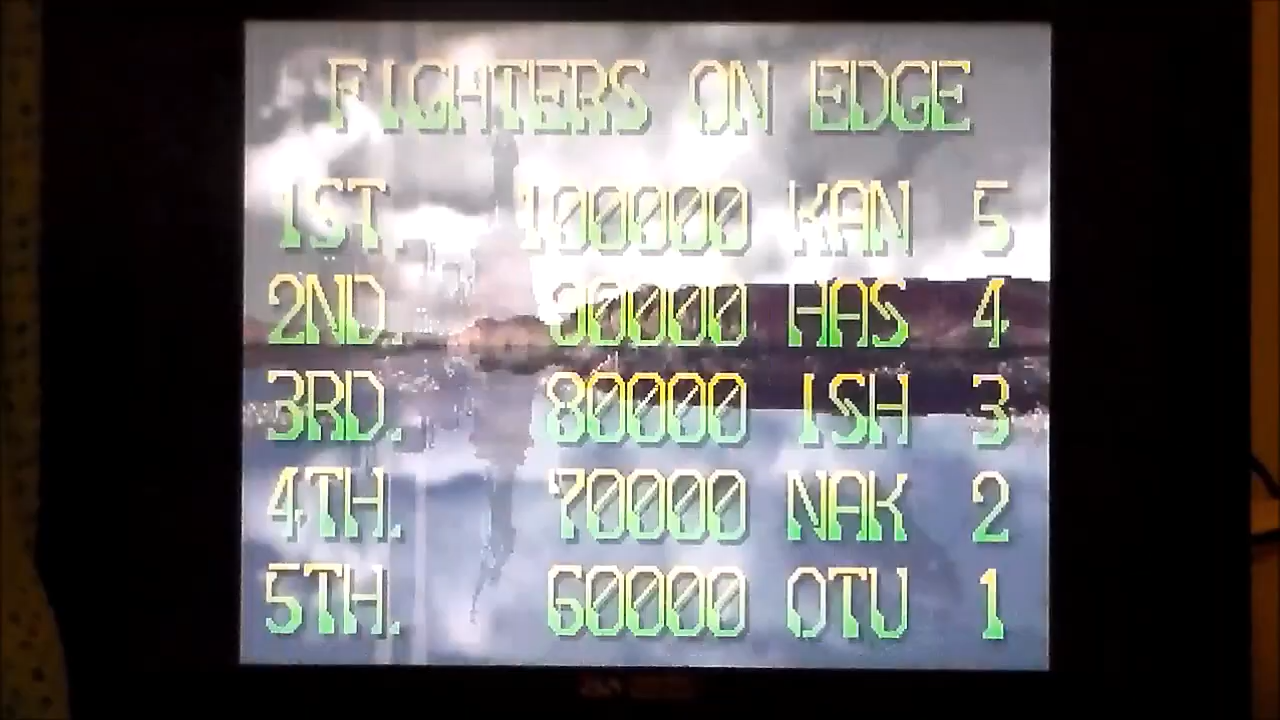 FIGHTERS ON EDGE
1ST. 100000 KAN 5
2ND. HAS 4
3RD. 80000 ISH 3
4TH. 70000 NAK 2
5TH. 60000 OTU 1